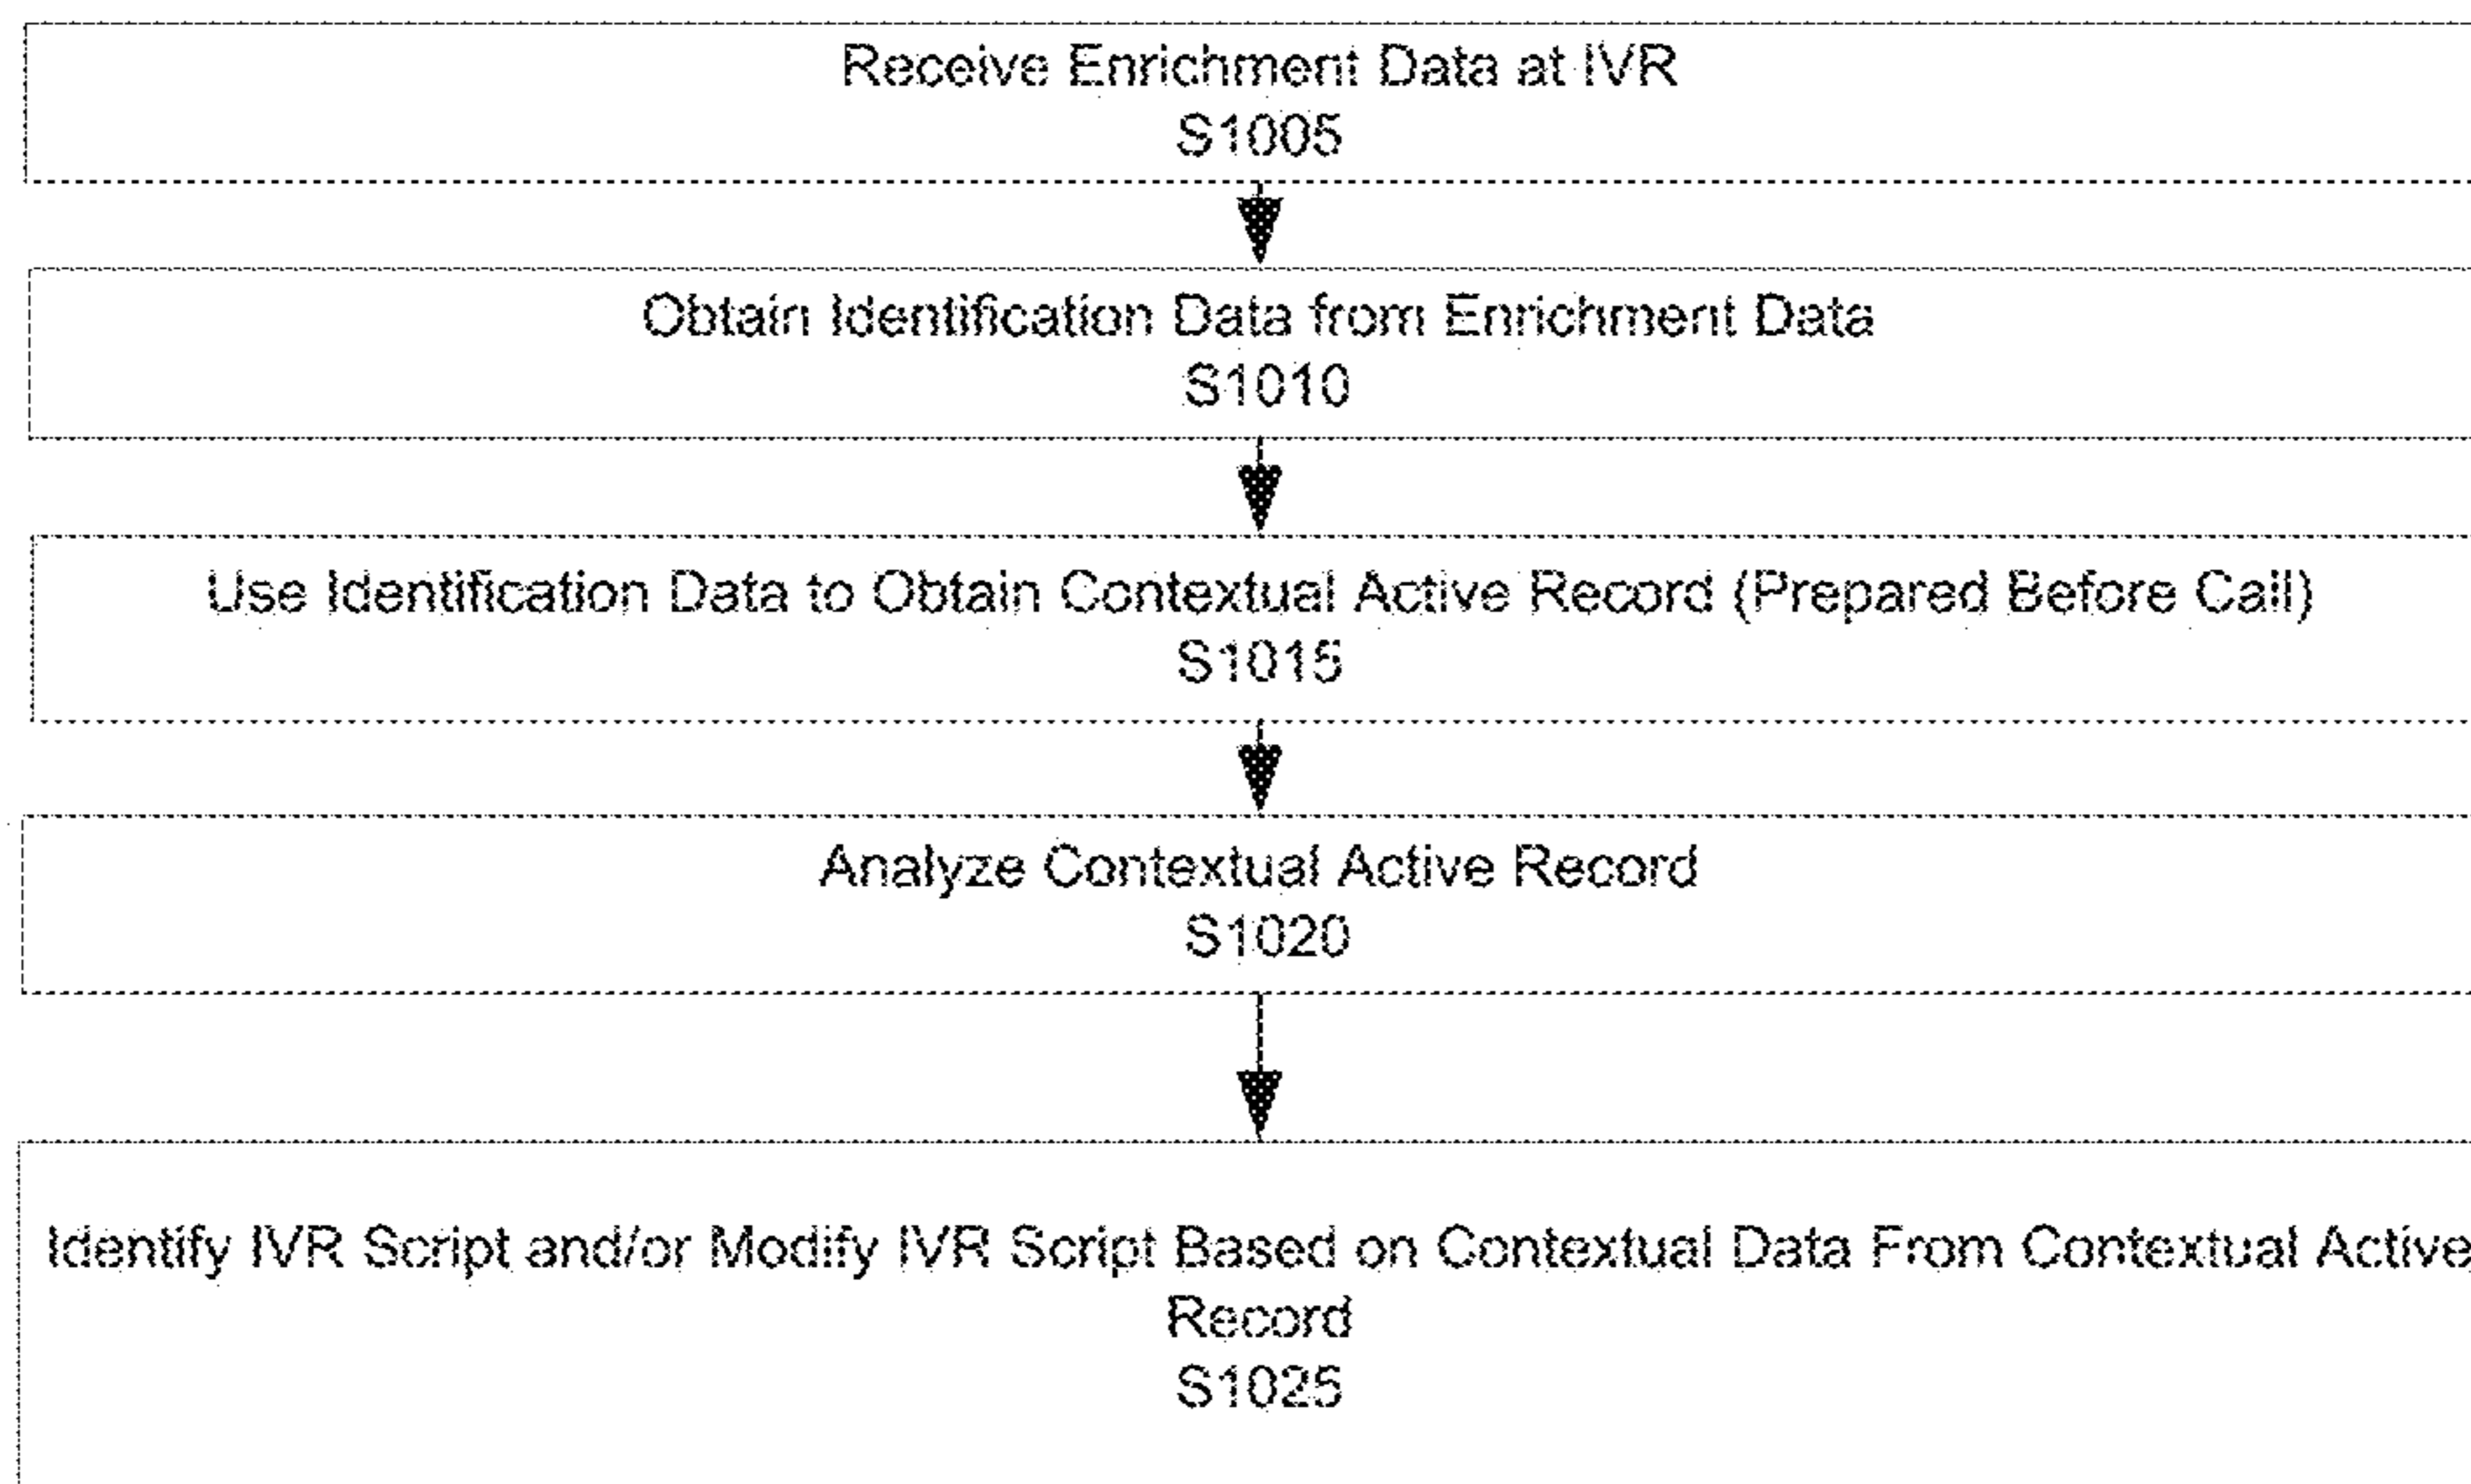 Receive Enrichment Data at IVR
S1005
Obtain Identification Data from Enrichment Data
S1010
Use Identification Data to Obtain Contextual Active Record (Prepared Before Call)
S1015
Analyze Contextual Active Record
S1020
Identify IVR Script and/or Modify IVR Script Based on Contextual Data From Contextual Active
Record
S1025